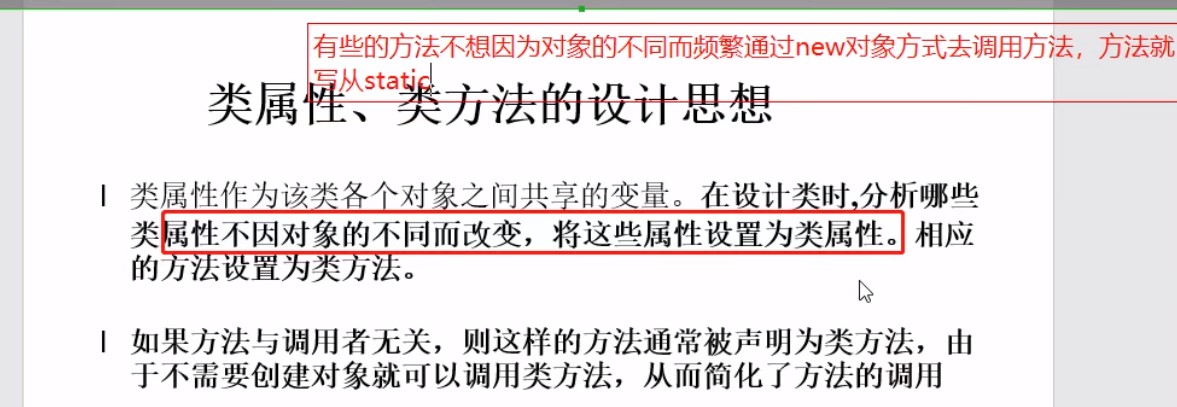 有些的方法不想因为对象的不同而频繁通过new对象方式去调用方法，方法就
写从static
类属性、类方法的设计思想
类属性作为该类各个对象之间共享的变量。在设计类时,分析哪些
类属性不因对象的不同而改变，将这些属性设置为类属性。相应
的方法设置为类方法。
如果方法与调用者无关，则这样的方法通常被声明为类方法，由
于不需要创建对象就可以调用类方法，从而简化了方法的调用